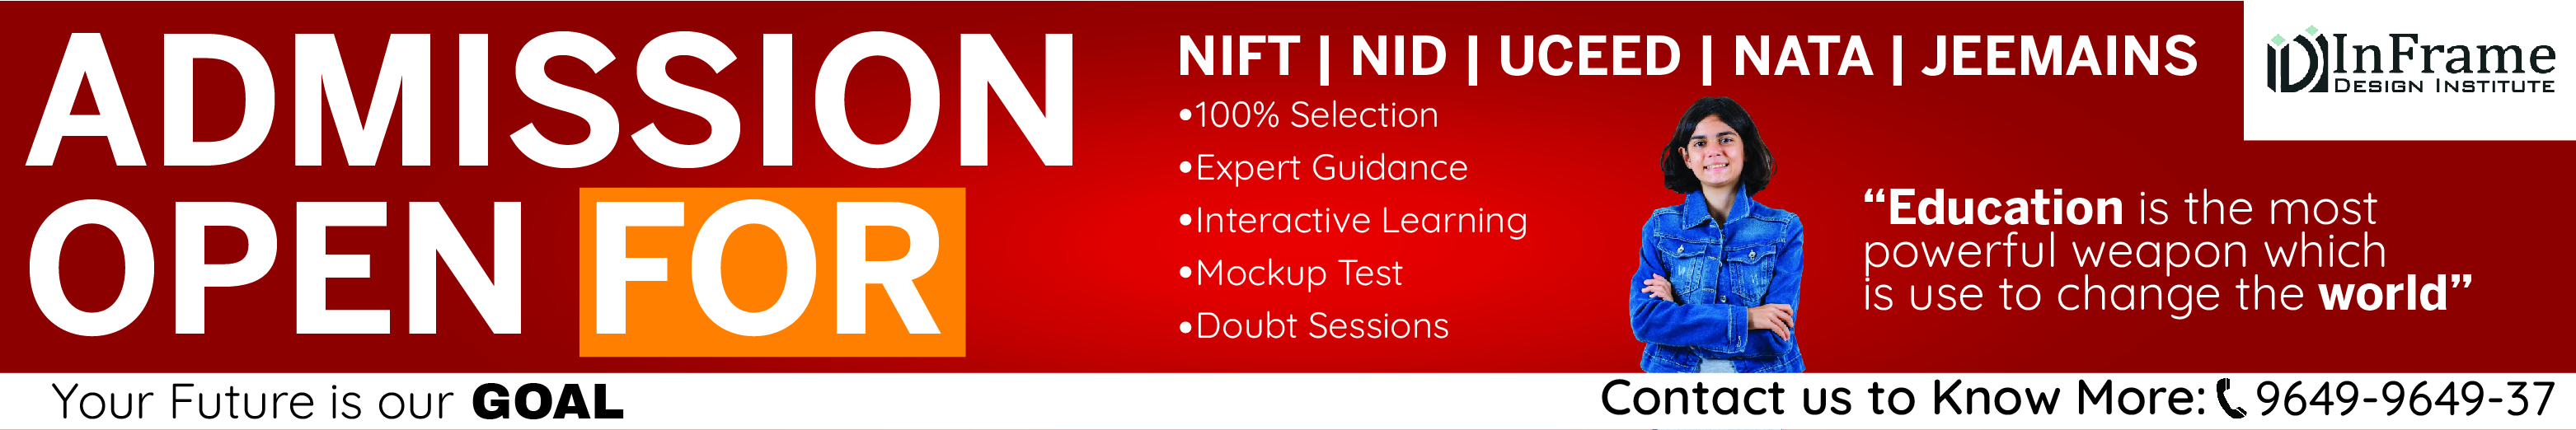 ADMISSION
OPEN FOR
NIFT | NID | UCEED | NATA | JEEMAINS
•100% Selection
•Expert Guidance
•Interactive Learning
•Mockup Test
•Doubt Sessions
InFrame
DESIGN INSTITUTE
“Education is the most
powerful weapon which
is use to change the world”
Your Future is our GOAL
Contact us to Know More: 9649-9649-37